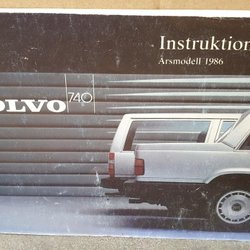 Instruktion
Årsmodell 1986
OLVO 740